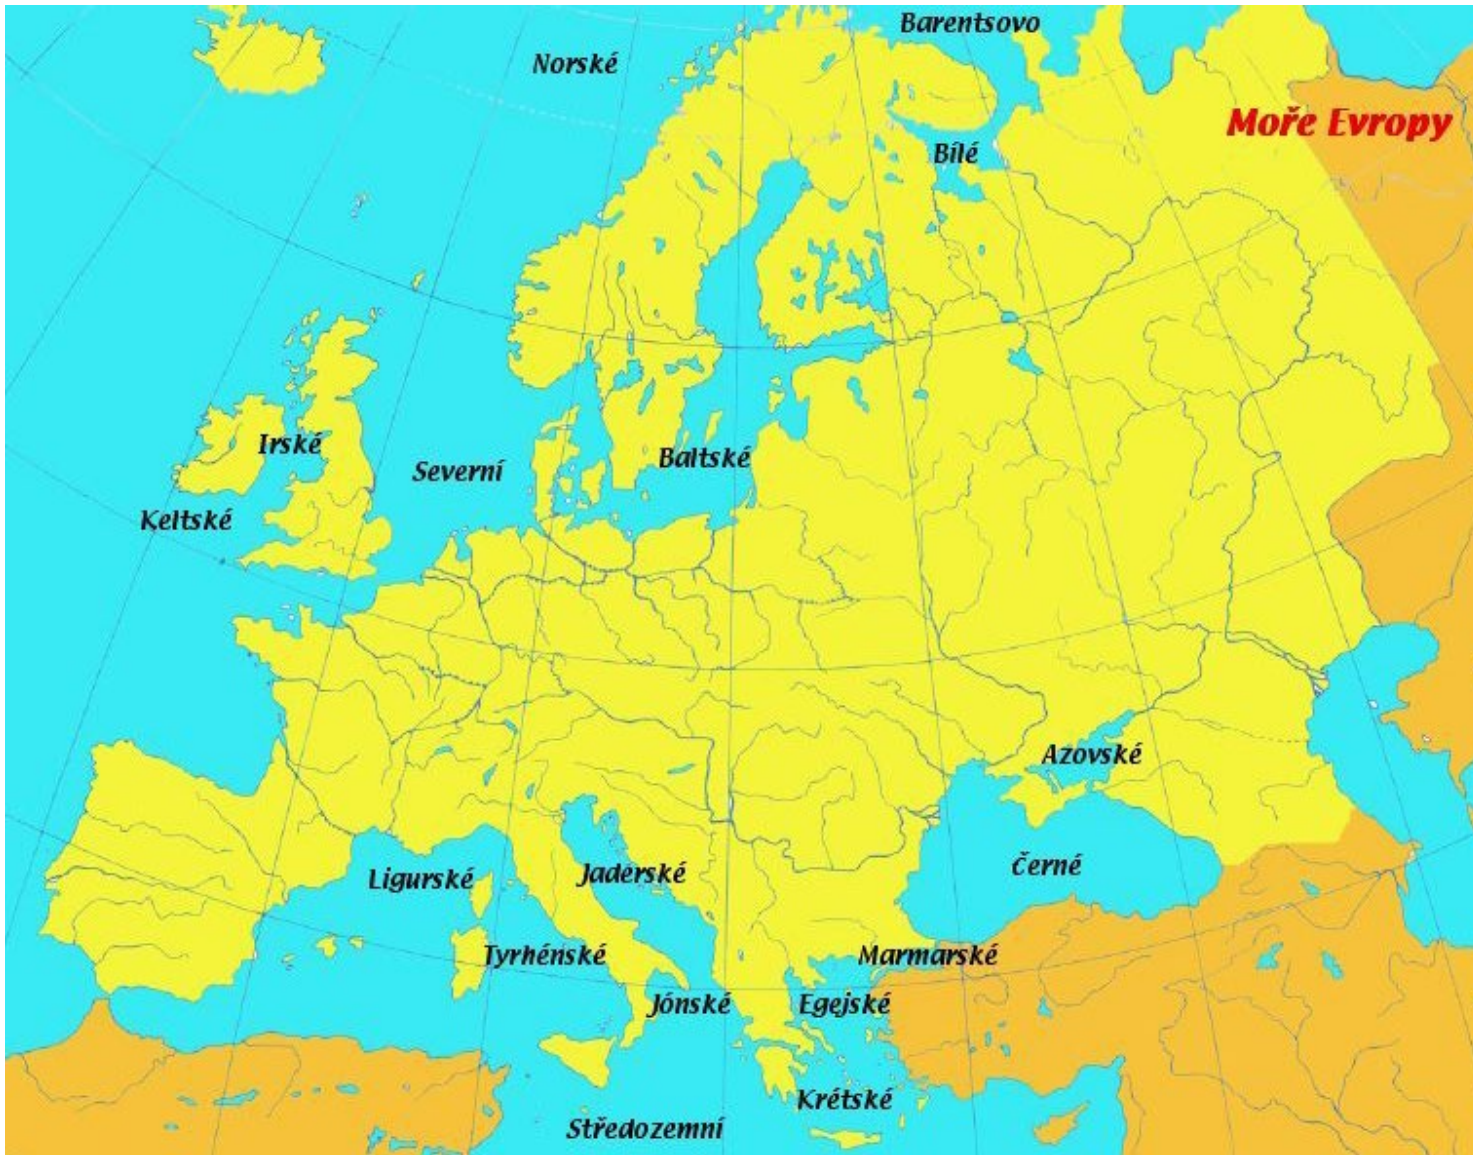 Barentsovo
Norské
Moře Evropy
Bílé
Irské
Severní
Baltské
Keltské
Azovské
Ligurské
Jaderské
Černé
Tyrhénské
Marmarské
Jónské
Egejské
Krétské
Středozemní